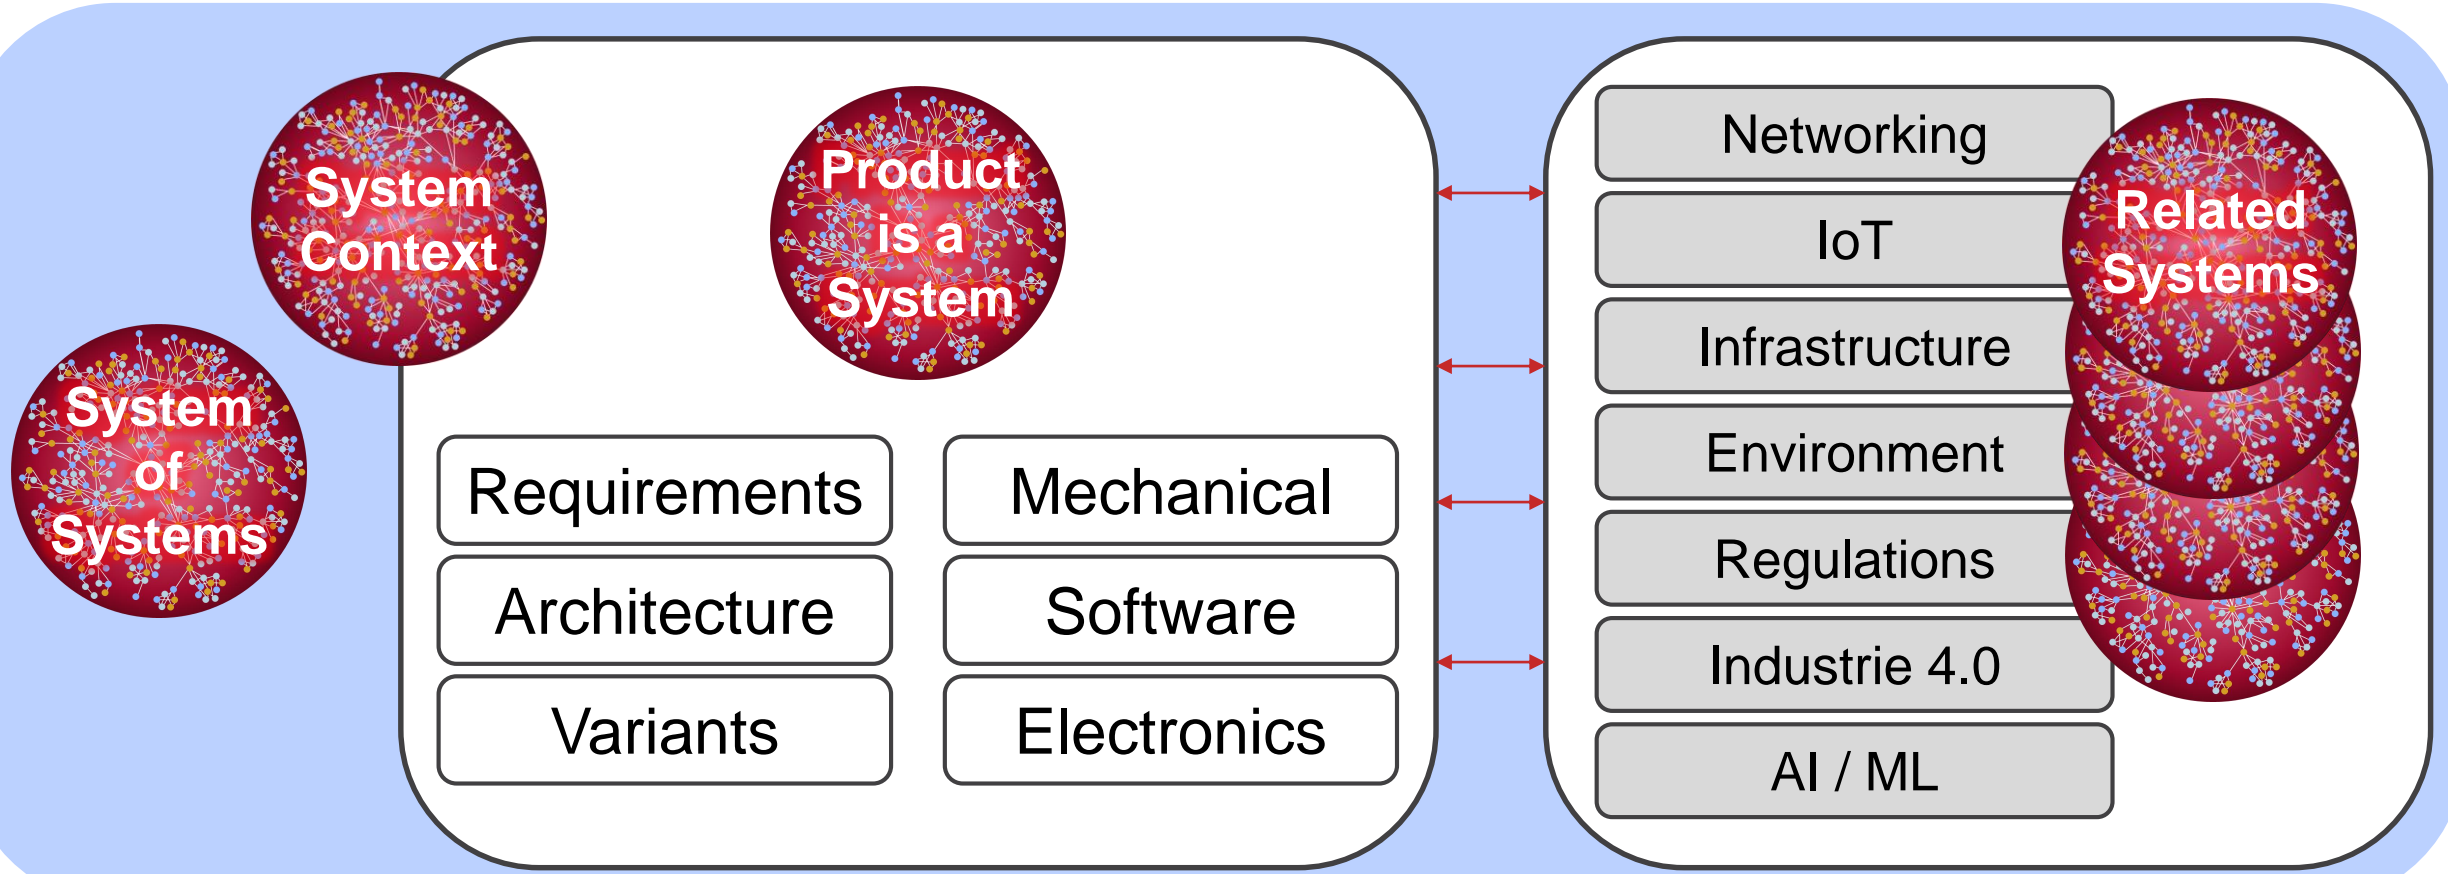 System
Context
System
of
Systems
Product
is a
System
Requirements
Mechanical
Architecture
Software
Variants
Electronics
Networking
IoT
Infrastructure
Environment
Regulations
Industrie 4.0
AI / ML
Related
Systems